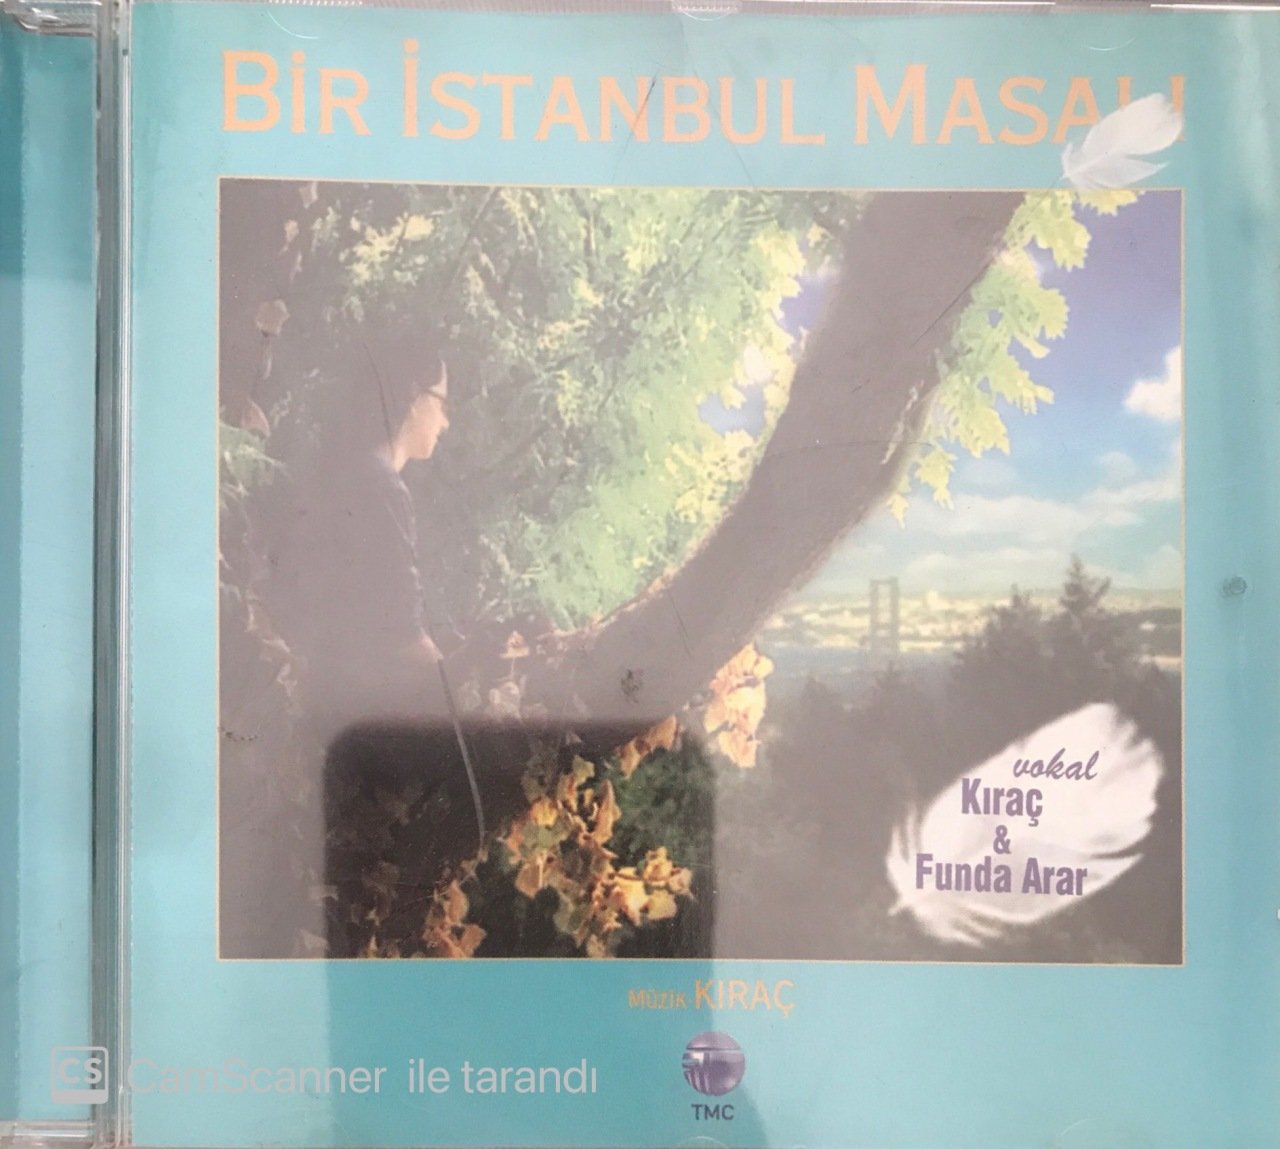 BİR İSTANBUL MASALI
vokal
Kıraç
&
Funda Arar
Müzik KIRAÇ
TMC
CS CamScanner ile tarandı